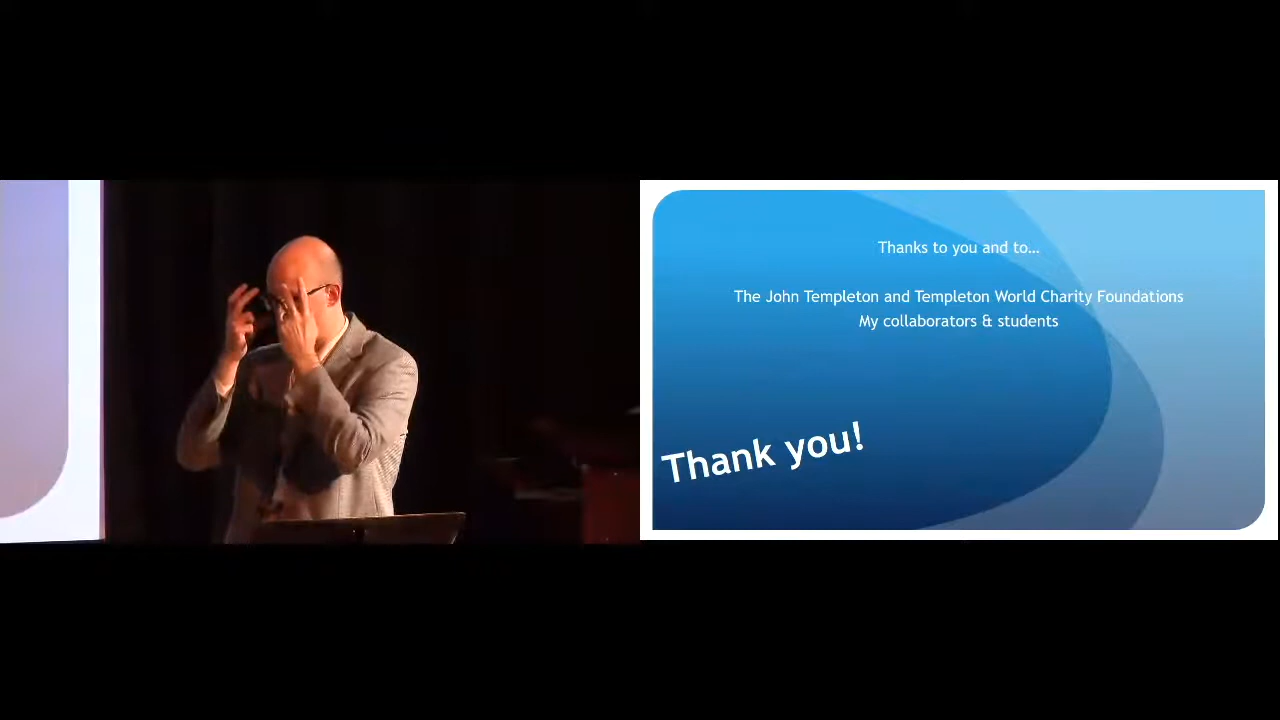 Thanks to you and to…
The John Templeton and Templeton World Charity Foundations
My collaborators & students
Thank you!